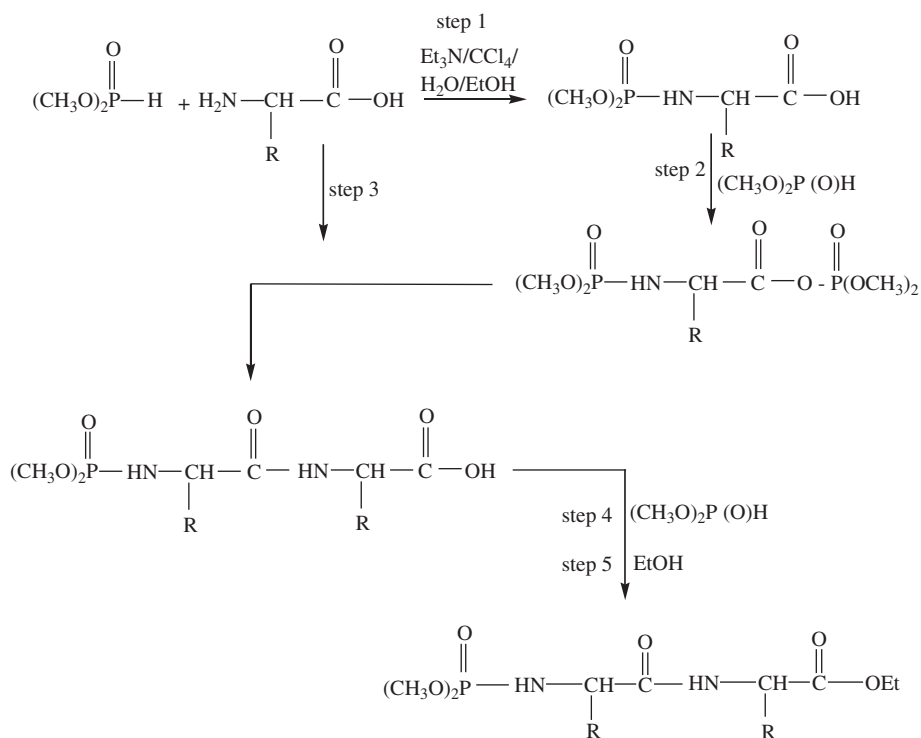 step 1
O O Et3N/CCl4/ O O
(CH3O)2P—H + H2N—CH—C—OH H2O/EtOH (CH3O)2P—HN—CH—C—OH
R R
step 3 step 2 (CH3O)2P (O)H
O O O
(CH3O)2P—HN—CH—C—O - P(OCH3)2
R
O O O
(CH3O)2P—HN—CH—C—HN—CH—C—OH
R R
step 4 (CH3O)2P (O)H
step 5 EtOH
O O O
(CH3O)2P—HN—CH—C—HN—CH—C—OEt
R R